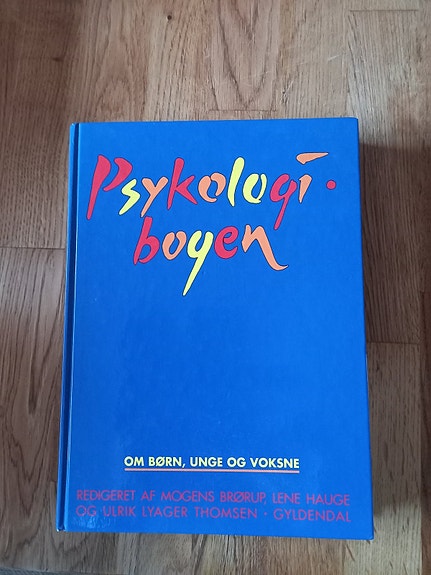 Psykologi·
bogen
OM BØRN, UNGE OG VOKSNE
REDIGERET AF MOGENS BRØRUP, LENE HAUGE
OG ULRIK LYAGER THOMSEN · GYLDENDAL